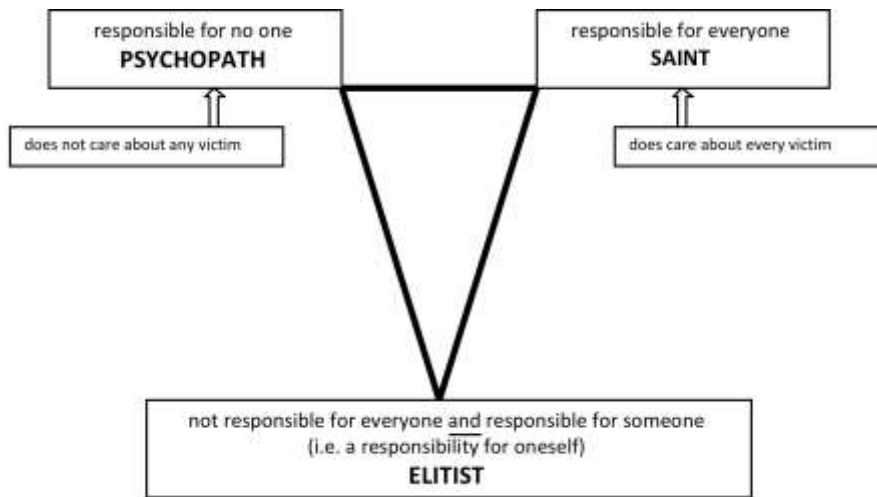 responsible for no one
PSYCHOPATH
responsible for everyone
SAINT
does not care about any victim
does care about every victim
not responsible for everyone and responsible for someone
(i.e. a responsibility for oneself)
ELITIST